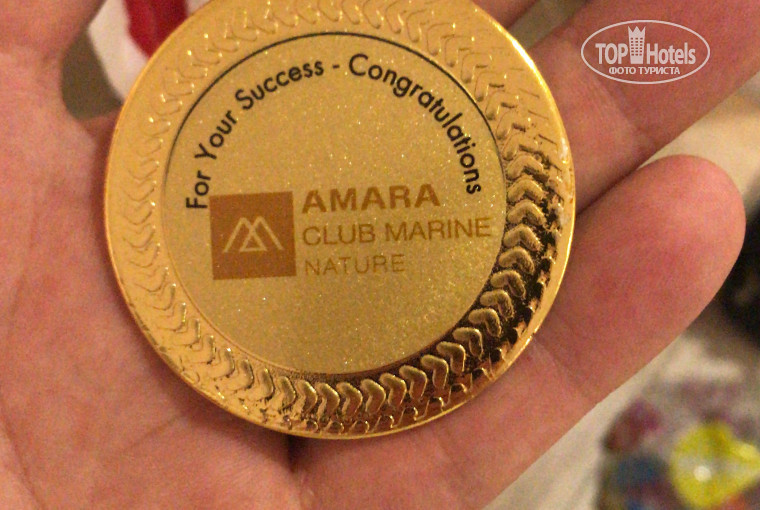 For Your Success - Congratulations
AMARA
CLUB MARINE
NATURE
TOP Hotels
ФОТО ТУРИСТА